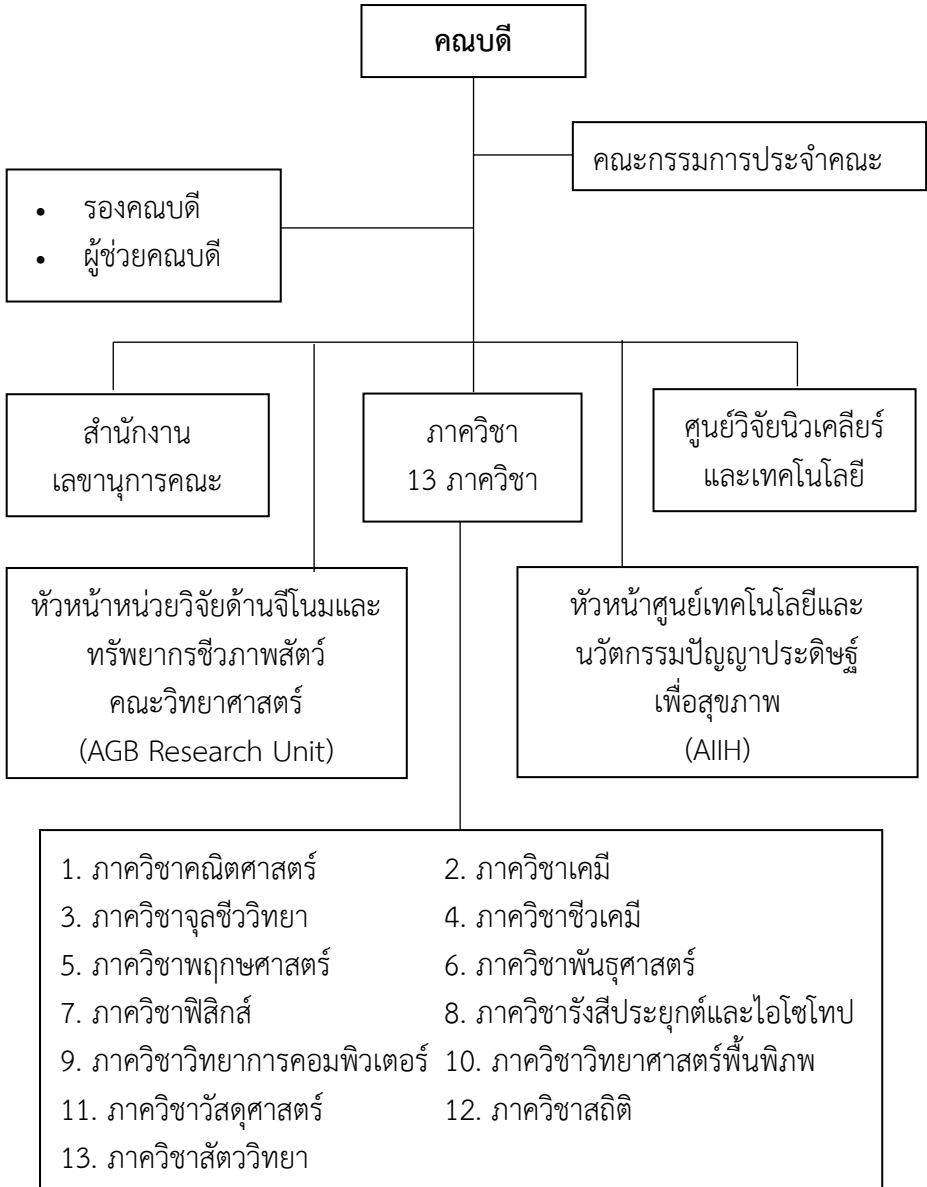 คณบดี
คณะกรรมการประจำคณะ
• รองคณบดี
• ผู้ช่วยคณบดี
สำนักงาน
เลขานุการคณะ
ภาควิชา
13 ภาควิชา
ศูนย์วิจัยนิวเคลียร์
และเทคโนโลยี
หัวหน้าหน่วยวิจัยด้านจีโนมและ
ทรัพยากรชีวภาพสัตว์
คณะวิทยาศาสตร์
(AGB Research Unit)
หัวหน้าศูนย์เทคโนโลยีและ
นวัตกรรมปัญญาประดิษฐ์
เพื่อสุขภาพ
(AIIH)
1. ภาควิชาคณิตศาสตร์ 2. ภาควิชาเคมี
3. ภาควิชาจุลชีววิทยา 4. ภาควิชาชีวเคมี
5. ภาควิชาพฤกษศาสตร์ 6. ภาควิชาพันธุศาสตร์
7. ภาควิชาฟิสิกส์ 8. ภาควิชารังสีประยุกต์และไอโซโทป
9. ภาควิชาวิทยาการคอมพิวเตอร์ 10. ภาควิชาวิทยาศาสตร์พื้นพิภพ
11. ภาควิชาวัสดุศาสตร์ 12. ภาควิชาสถิติ
13. ภาควิชาสัตววิทยา